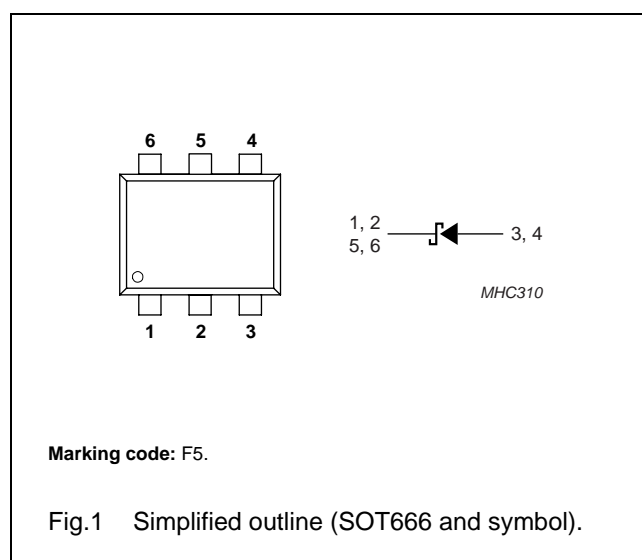 6 5 4
1, 2
5, 6
3, 4
MHC310
1 2 3
Marking code: F5.
Fig.1 Simplified outline (SOT666 and symbol).